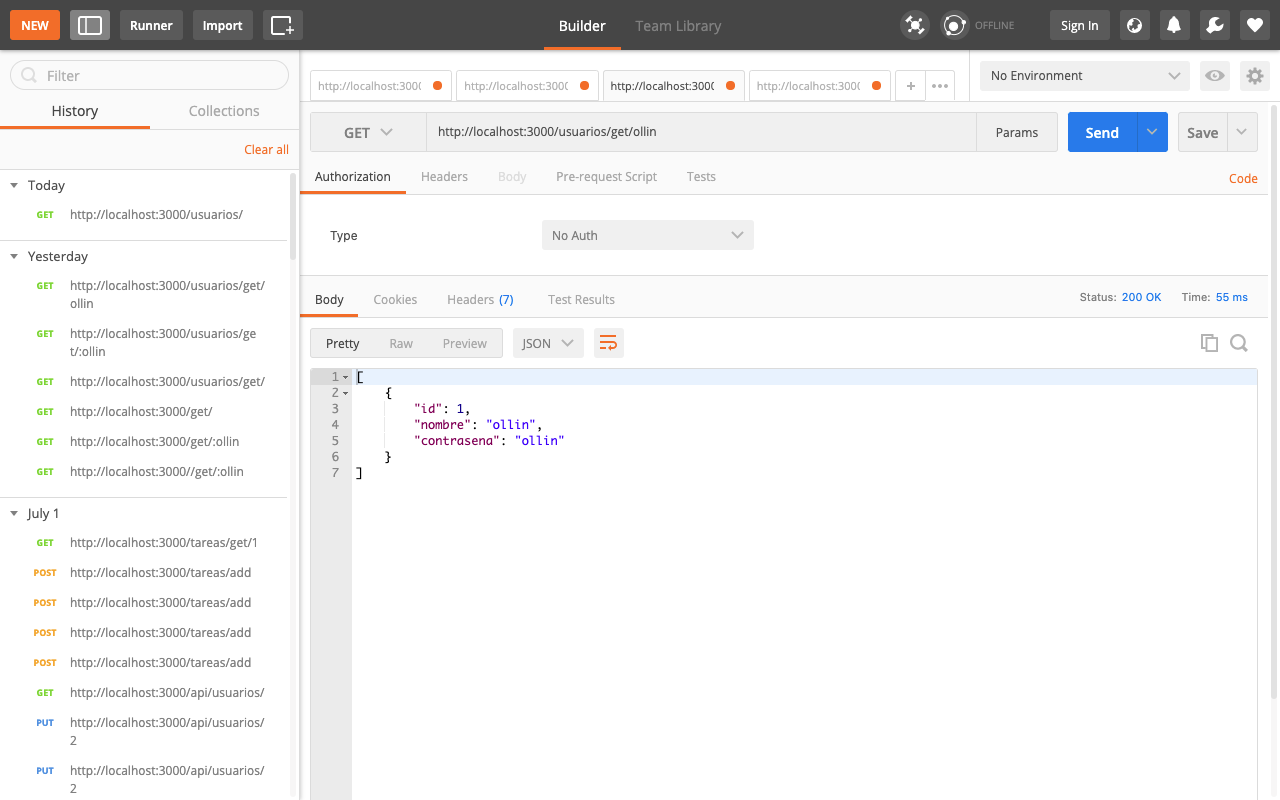 NEW
Runner
Import
Builder
Team Library
OFFLINE
Sign In
Filter
History
Collections
Clear all
Today
GET http://localhost:3000/usuarios/
Yesterday
GET http://localhost:3000/usuarios/get/
ollin
GET http://localhost:3000/usuarios/ge
t/:ollin
GET http://localhost:3000/usuarios/get/
GET http://localhost:3000/get/
GET http://localhost:3000/get/:ollin
GET http://localhost:3000//get/:ollin
July 1
GET http://localhost:3000/tareas/get/1
POST http://localhost:3000/tareas/add
POST http://localhost:3000/tareas/add
POST http://localhost:3000/tareas/add
POST http://localhost:3000/tareas/add
GET http://localhost:3000/api/usuarios/
PUT http://localhost:3000/api/usuarios/
2
PUT http://localhost:3000/api/usuarios/
2
http://localhost:3000
http://localhost:3000
http://localhost:3000
http://localhost:3000
+
•••
No Environment
GET
http://localhost:3000/usuarios/get/ollin
Params
Send
Save
Authorization
Headers
Body
Pre-request Script
Tests
Code
Type
No Auth
Body
Cookies
Headers (7)
Test Results
Status: 200 OK
Time: 55 ms
Pretty
Raw
Preview
JSON
1 [
2 {
3 "id": 1,
4 "nombre": "ollin",
5 "contrasena": "ollin"
6 }
7 ]